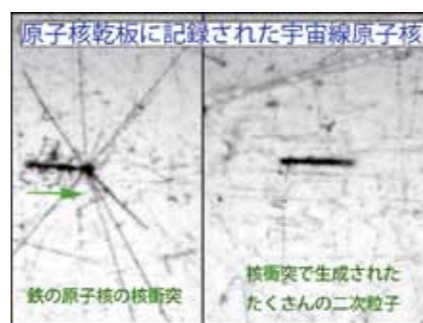 原子核乾板に記録された宇宙線原子核
鉄の原子核の核衝突
核衝突で生成された
たくさんの二次粒子